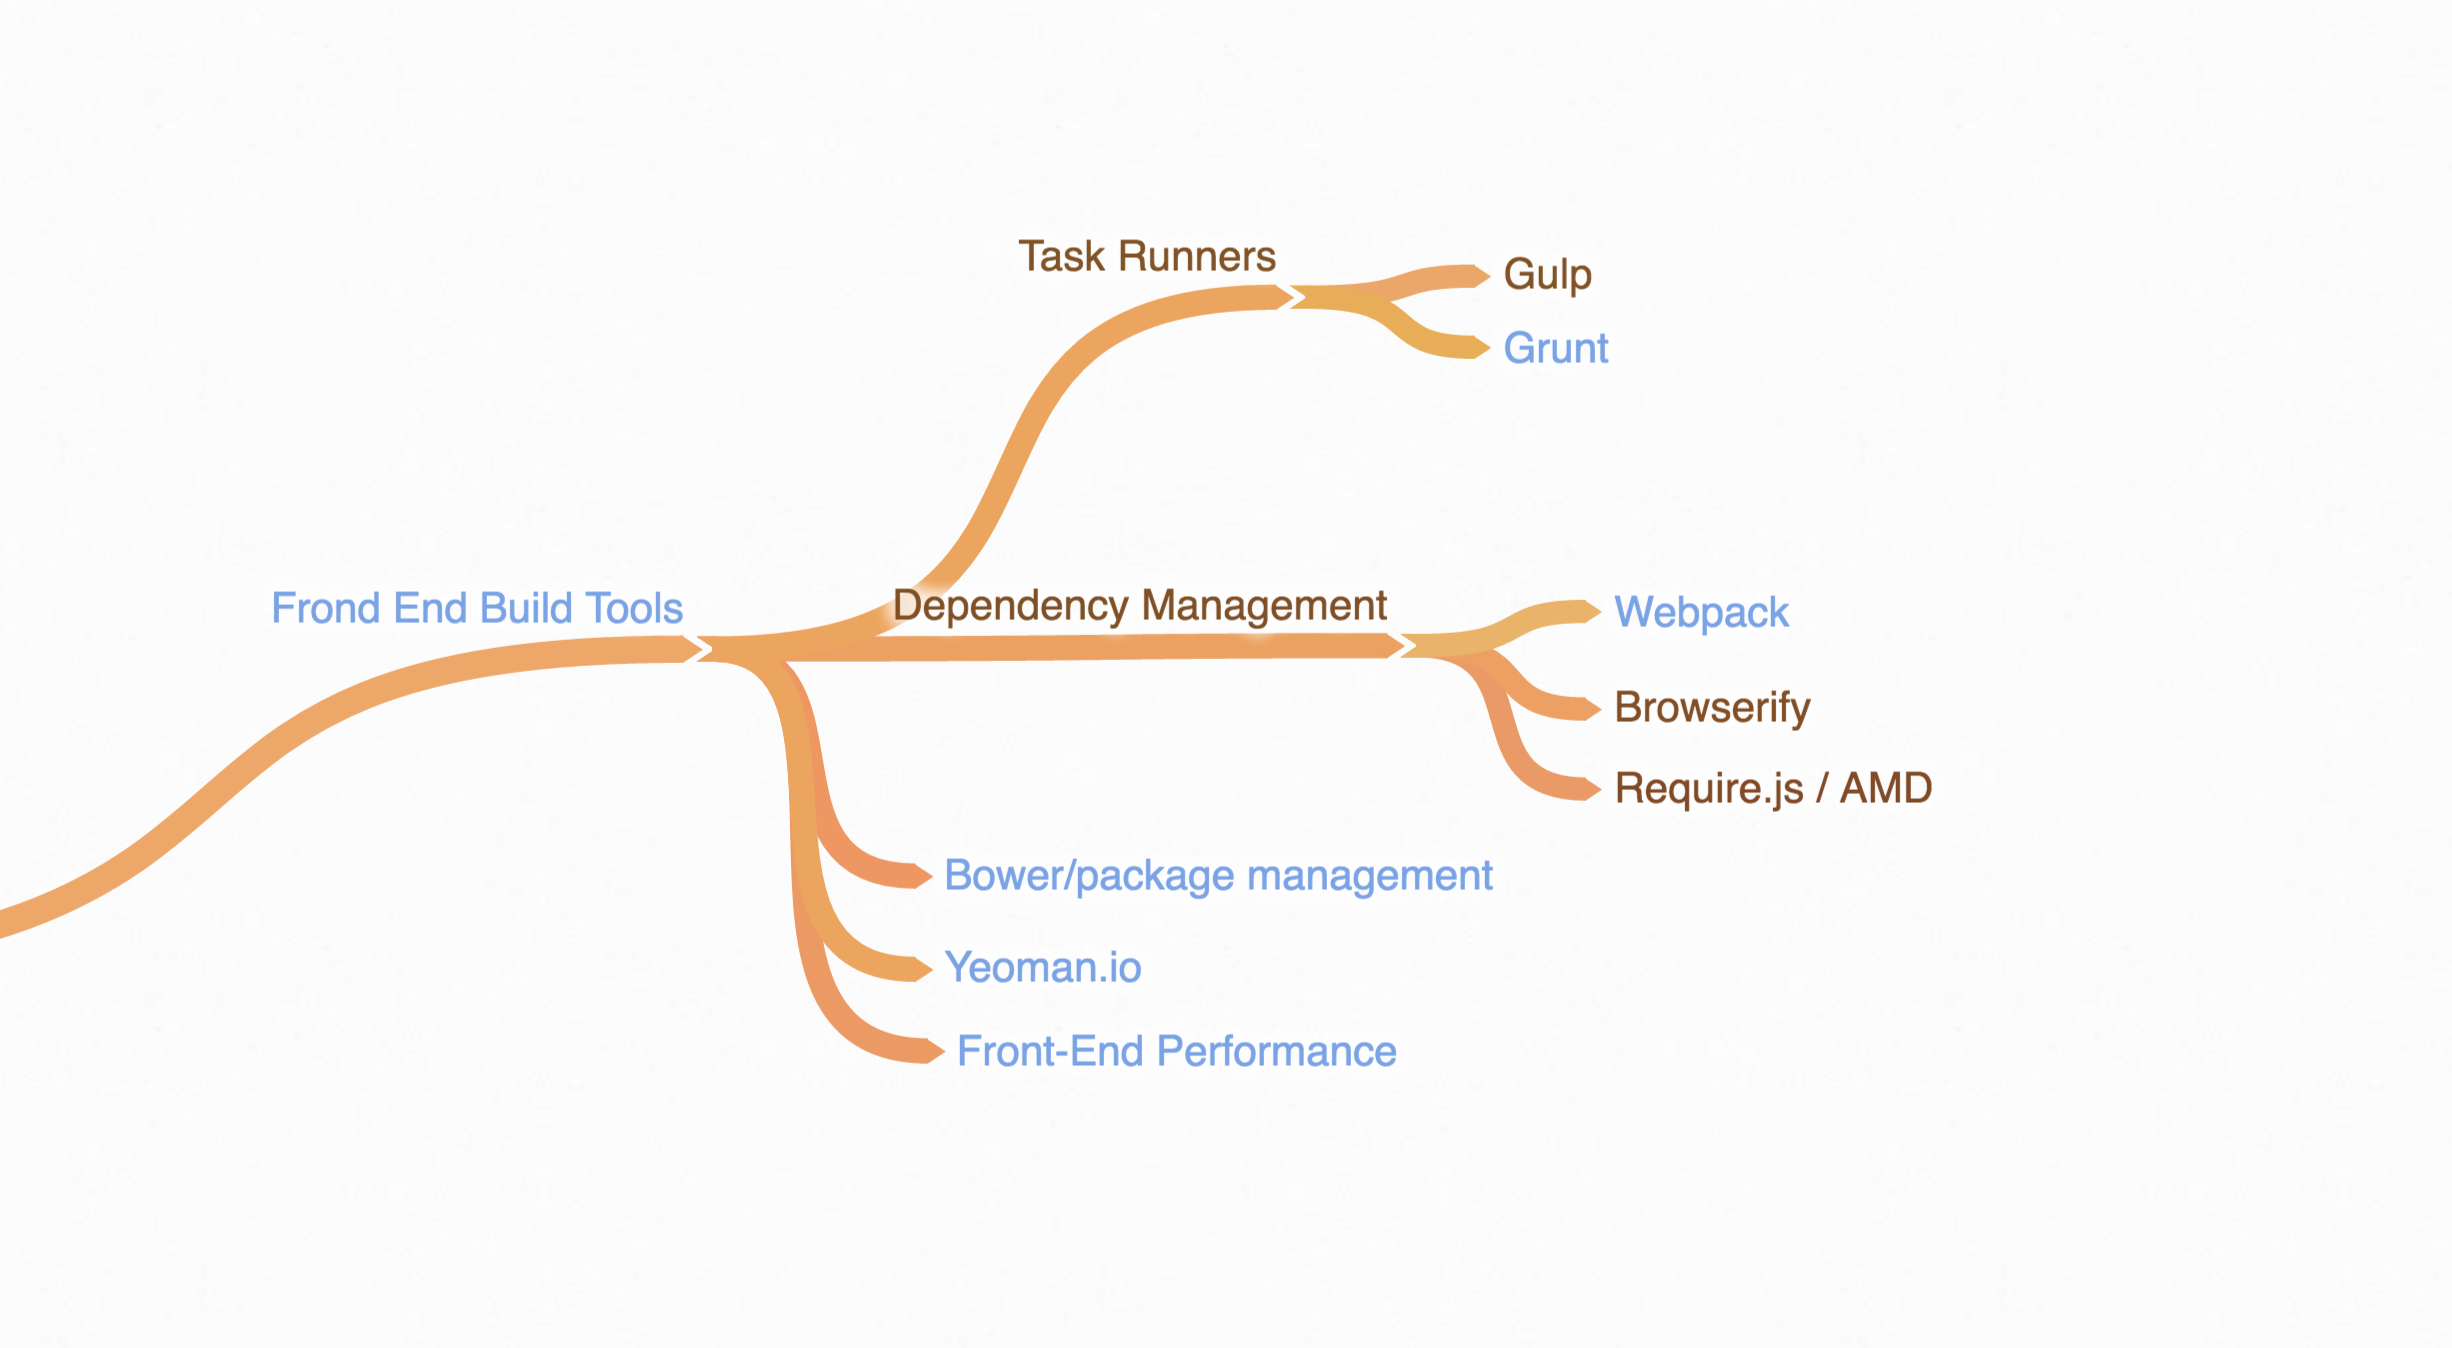 Task Runners
Gulp
Grunt
Frond End Build Tools
Dependency Management
Webpack
Browserify
Require.js / AMD
Bower/package management
Yeoman.io
Front-End Performance